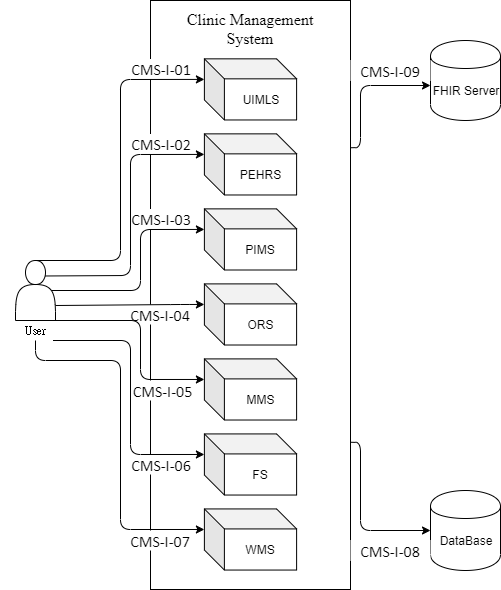 Clinic Management
System
CMS-I-01
UIMLS
CMS-I-09
FHIR Server
CMS-I-02
PEHRS
CMS-I-03
PIMS
CMS-I-04
ORS
User
CMS-I-05
MMS
CMS-I-06
FS
CMS-I-07
WMS
CMS-I-08
DataBase